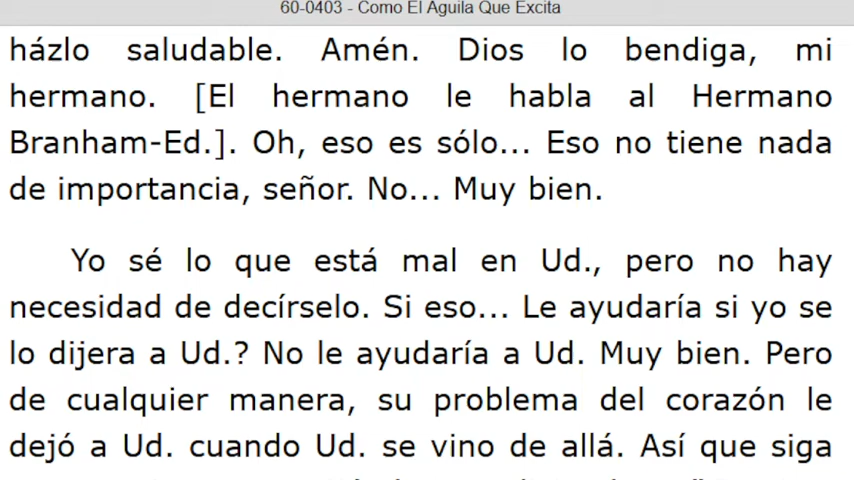 60-0403 - Como El Aguila Que Excita
házlo saludable. Amén. Dios lo bendiga, mi
hermano. [El hermano le habla al Hermano
Branham-Ed.]. Oh, eso es sólo... Eso no tiene nada
de importancia, señor. No... Muy bien.
Yo sé lo que está mal en Ud., pero no hay
necesidad de decírselo. Si eso... Le ayudaría si yo se
lo dijera a Ud.? No le ayudaría a Ud. Muy bien. Pero
de cualquier manera, su problema del corazón le
dejó a Ud. cuando Ud. se vino de allá. Así que siga